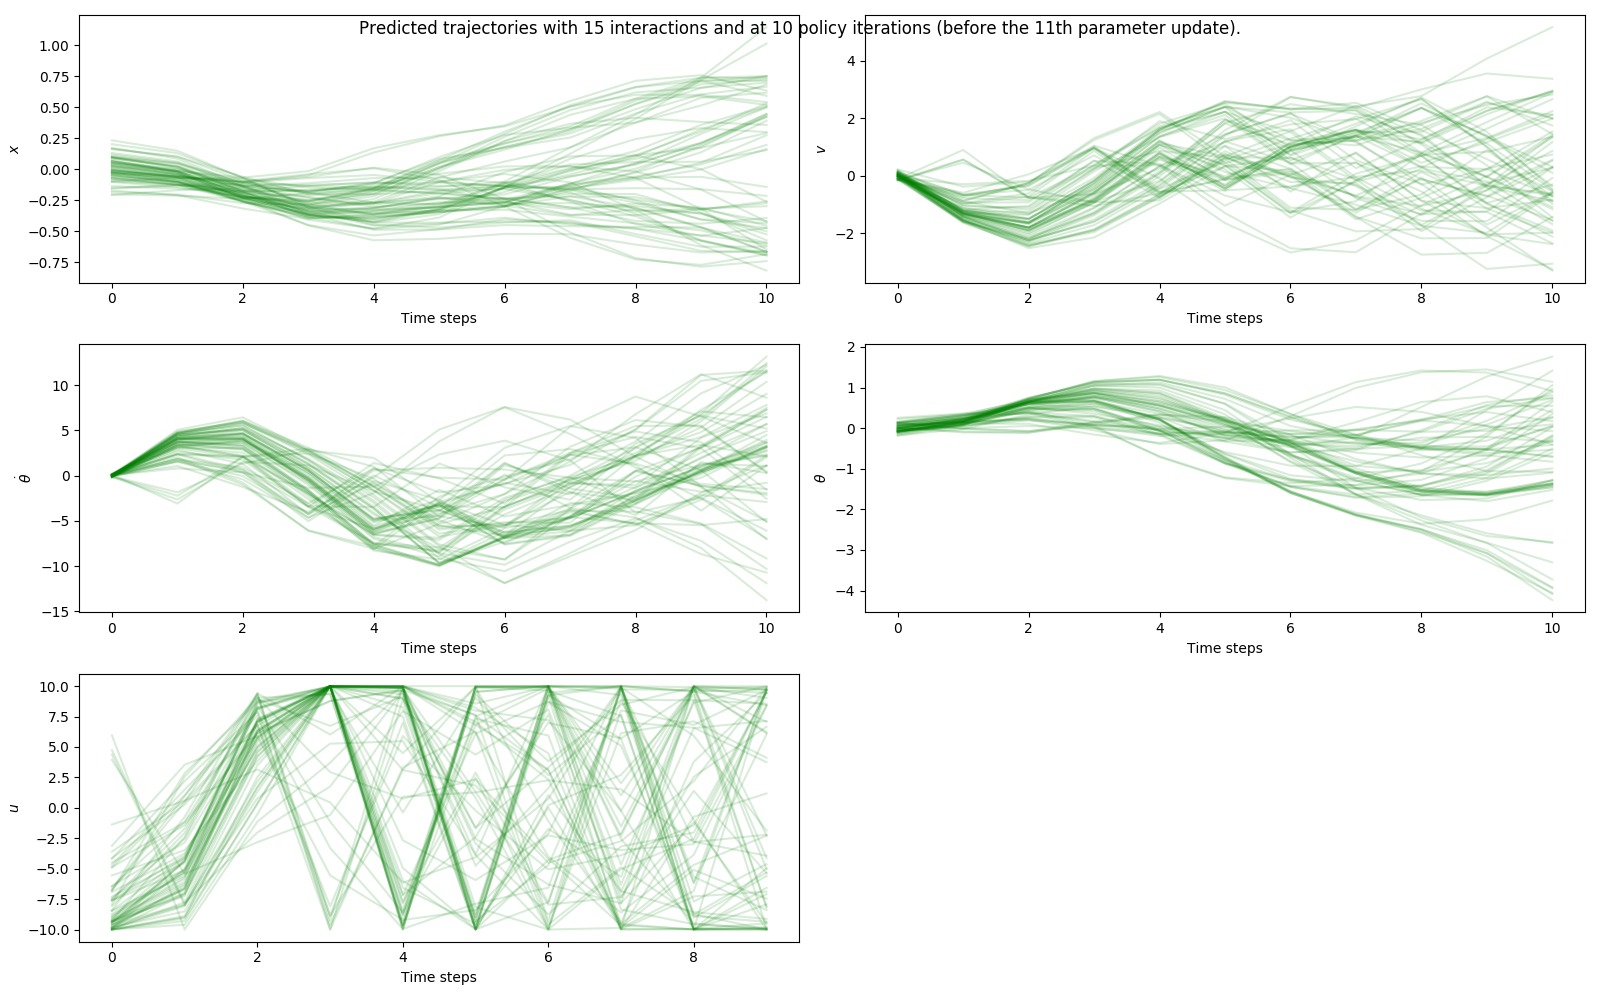 Predicted trajectories with 15 interactions and at 10 policy iterations (before the 11th parameter update).
1.00
0.75
0.50
0.25
0.00
−0.25
−0.50
−0.75
x
0 2 4 6 8 10
Time steps
4
2
0
−2
v
0 2 4 6 8 10
Time steps
10
5
0
−5
−10
−15
θ̇
0 2 4 6 8 10
Time steps
2
1
0
−1
−2
−3
−4
θ
0 2 4 6 8 10
Time steps
10.0
7.5
5.0
2.5
0.0
−2.5
−5.0
−7.5
−10.0
u
0 2 4 6 8
Time steps